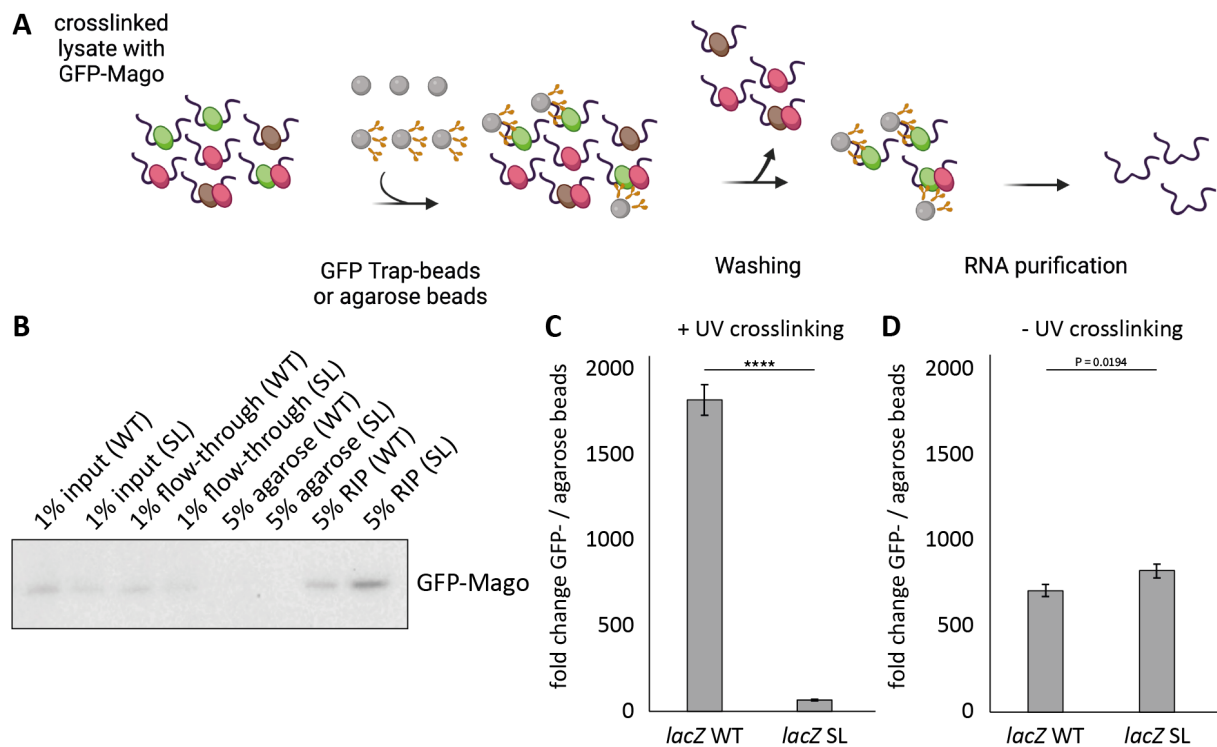 A
crosslinked
lysate with
GFP-Mago
GFP Trap-beads
or agarose beads
Washing
RNA purification
B
1% input (WT)
1% input (SL)
1% flow-through (WT)
1% flow-through (SL)
5% agarose (WT)
5% agarose (SL)
5% RIP (WT)
5% RIP (SL)
GFP-Mago
C
+ UV crosslinking
fold change GFP- / agarose beads
2000
1500
1000
500
0
****
lacZ WT
lacZ SL
D
- UV crosslinking
fold change GFP- / agarose beads
2000
1500
1000
500
0
P = 0.0194
lacZ WT
lacZ SL